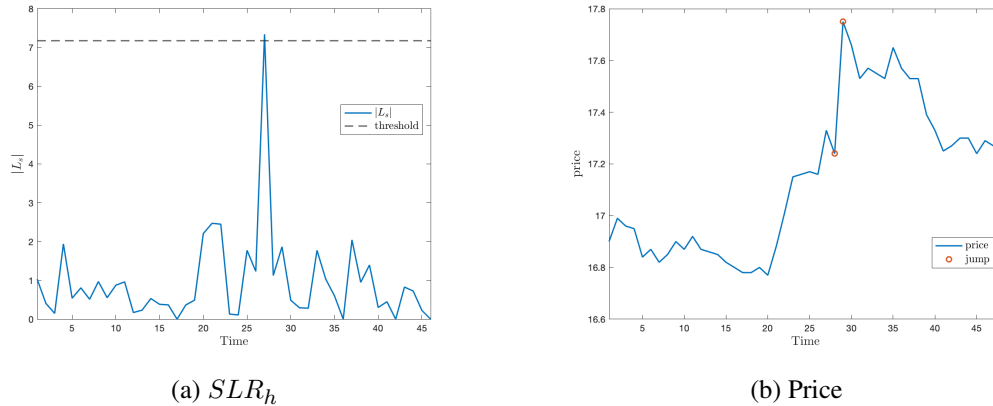 8
7
6
5
4
3
2
1
0
|L_s|
|L_s|
threshold
5 10 15 20 25 30 35 40 45
Time
(a) SLR_h
17.8
17.6
17.4
17.2
17
16.8
16.6
price
price
jump
5 10 15 20 25 30 35 40 45
Time
(b) Price